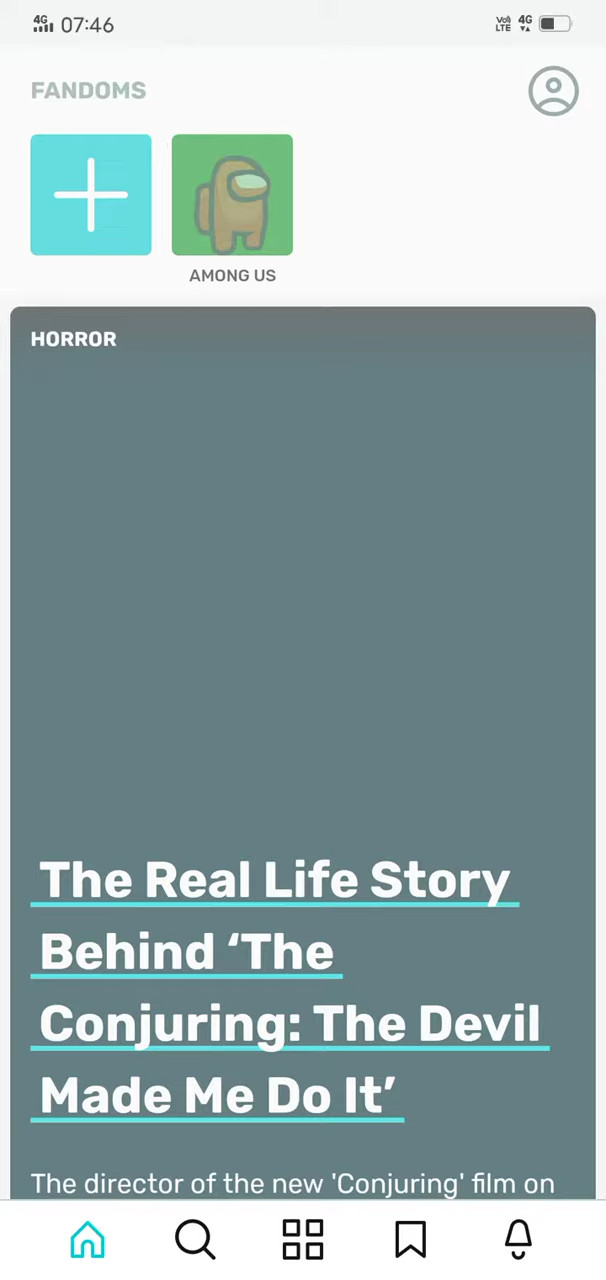 4G 07:46 Vo) LTE 4G
FANDOMS
AMONG US
HORROR
The Real Life Story
Behind ‘The
Conjuring: The Devil
Made Me Do It’
The director of the new 'Conjuring' film on